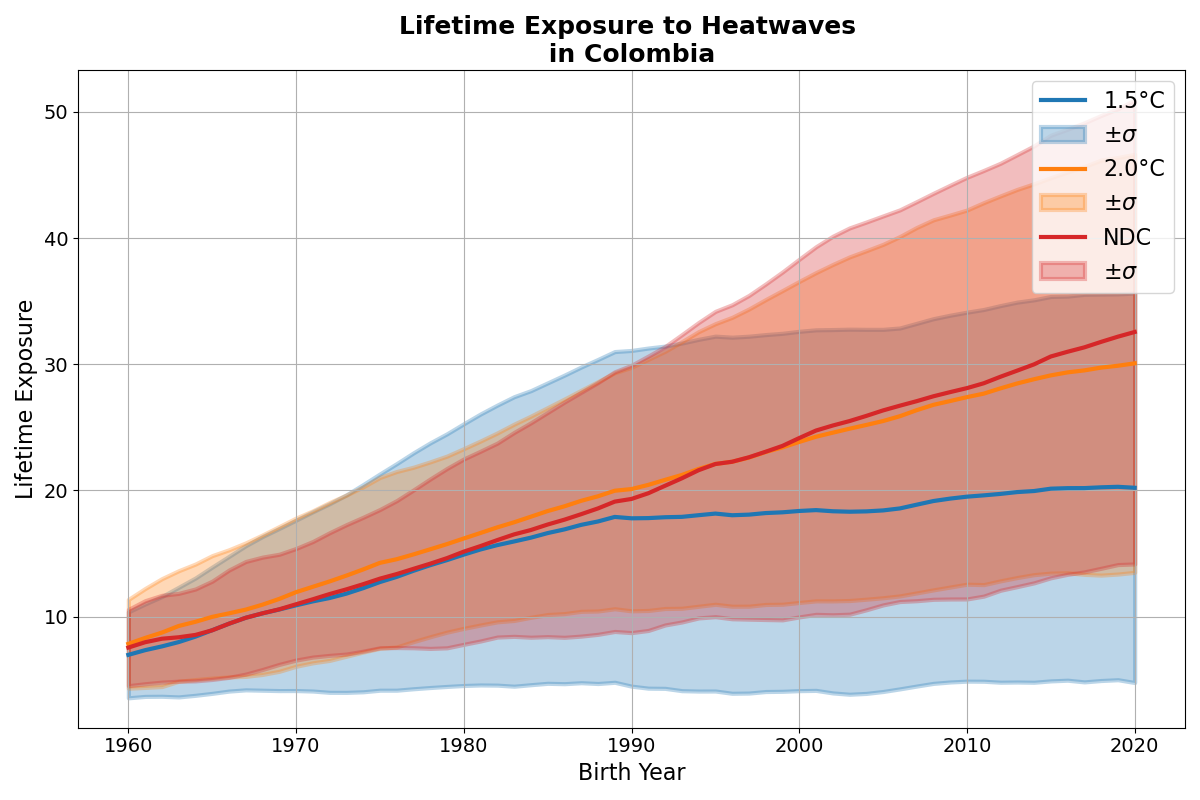 Lifetime Exposure to Heatwaves
in Colombia
1.5°C
±σ
2.0°C
±σ
NDC
±σ
Lifetime Exposure
50
40
30
20
10
1960
1970
1980
1990
2000
2010
2020
Birth Year